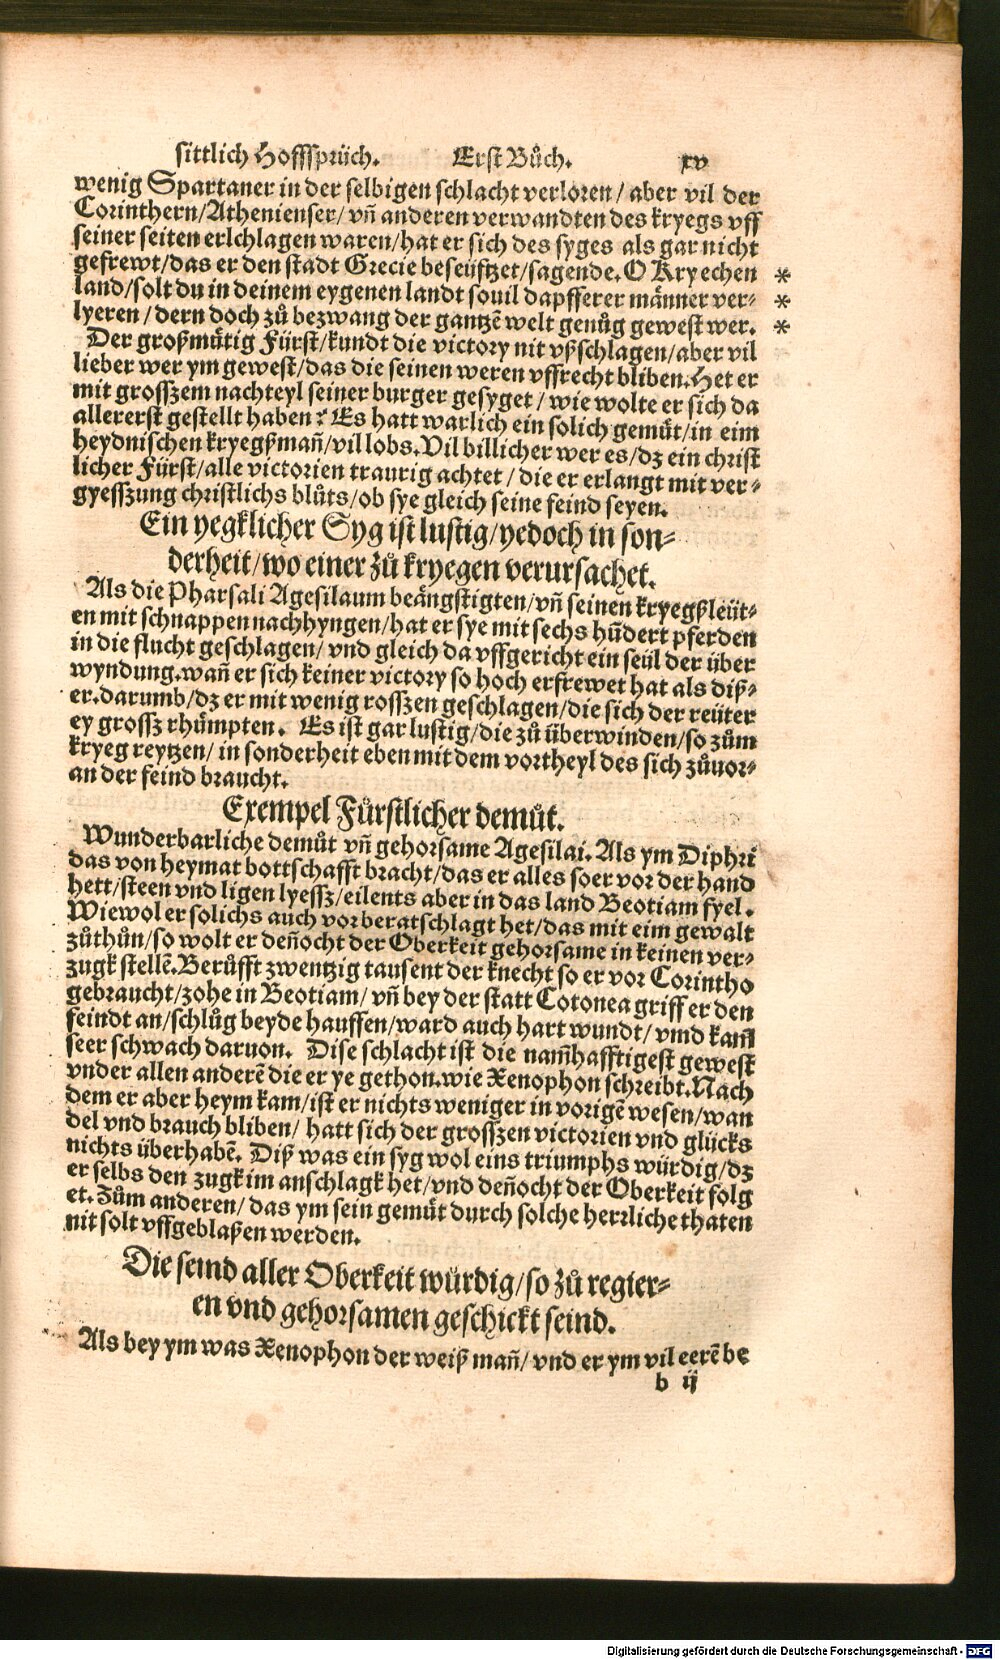 sittlich Hoffsprüch. Erst Bůch. xv
wenig Spartaner in der selbigen schlacht verloren / aber vil der
Corinthern/Athenienser/ vñ anderen verwandten des kryegs vff
seiner seiten erschlagen waren/hat er sich des syges als gar nicht
gefrewt/das er den stadt Grecie beseüftzet/sagende. O Kryechen *
land/solt du in deinem eygenen landt souil dapfferer männer ver⸗ *
lyeren / dern doch zů bezwang der gantzẽ welt genůg gewest wer. *
Der großmütig Fürst/kundt die victory nit vßschlagen/aber vil
lieber wer ym gewest/das die seinen weren vffrecht bliben. Het er
mit grosszem nachteyl seiner burger gesyget / wie wolte er sich da
allererst gestellt haben? Es hatt warlich ein solich gemüt/in eim
heydnischen kryegßmañ/vil lobs. Vil billicher wer es/dz ein christ
licher Fürst/alle victorien traurig achtet / die er erlangt mit ver⸗
gyesszung christlichs blůts/ob sye gleich seine feind seyen.
Ein yegklicher Syg ist lustig/yedoch in son⸗
derheit/wo einer zů kryegen verursachet.
Als die Pharsali Agesilaum beängstigten/vñ seinen kryegßleüt⸗
en mit schnappen nachhyngen/hat er sye mit sechs hũdert pferden
in die flucht geschlagen/ vnd gleich da vffgericht ein seül der über
wyndung.wañ er sich keiner victory so hoch erfrewet hat als diß⸗
er.darumb/dz er mit wenig rosszen geschlagen/die sich der reüter
ey grossz rhümpten. Es ist gar lustig/die zů überwinden/so zům
kryeg reytzen/ in sonderheit eben mit dem vortheyl des sich zůuor⸗
an der feind braucht.
Exempel Fürstlicher demůt.
Wunderbarliche demůt vñ gehorsame Agesilai. Als ym Diphri
das von heymat bottschafft bracht/das er alles so er vor der hand
hett/steen vnd ligen lyessz/eilents aber in das land Beotiam fyel.
Wiewol er solichs auch vor beratschlagt het/das mit eim gewalt
zůthůn/so wolt er deñocht der Oberkeit gehorsame in keinen ver⸗
zugk stellẽ.Berůfft zwentzig tausent der knecht so er vor Corintho
gebraucht/zohe in Beotiam/ vñ bey der statt Cotonea griff er den
feindt an/schlůg beyde hauffen/ward auch hart wundt/ vnd kam̃
seer schwach daruon. Dise schlacht ist die nam̃hafftigest gewest
vnder allen anderẽ die er ye gethon.wie Xenophon schreibt.Nach
dem er aber heym kam/ist er nichts weniger in vorigẽ wesen/wan
del vnd brauch bliben/ hatt sich der grosszen victorien vnd glücks
nichts überhabẽ. Diß was ein syg wol eins triumphs würdig/dz
er selbs den zugk im anschlagk het/vnd deñocht der Oberkeit folg
et. Zům anderen/ das ym sein gemüt durch solche herrliche thaten
nit solt vffgeblaßen werden.
Die seind aller Oberkeit würdig/so zů regier⸗
en vnd gehorsamen geschickt seind.
Als bey ym was Xenophon der weiß mañ/ vnd er ym vil eerẽ be
b ij
Digitalisierung gefördert durch die Deutsche Forschungsgemeinschaft - DFG